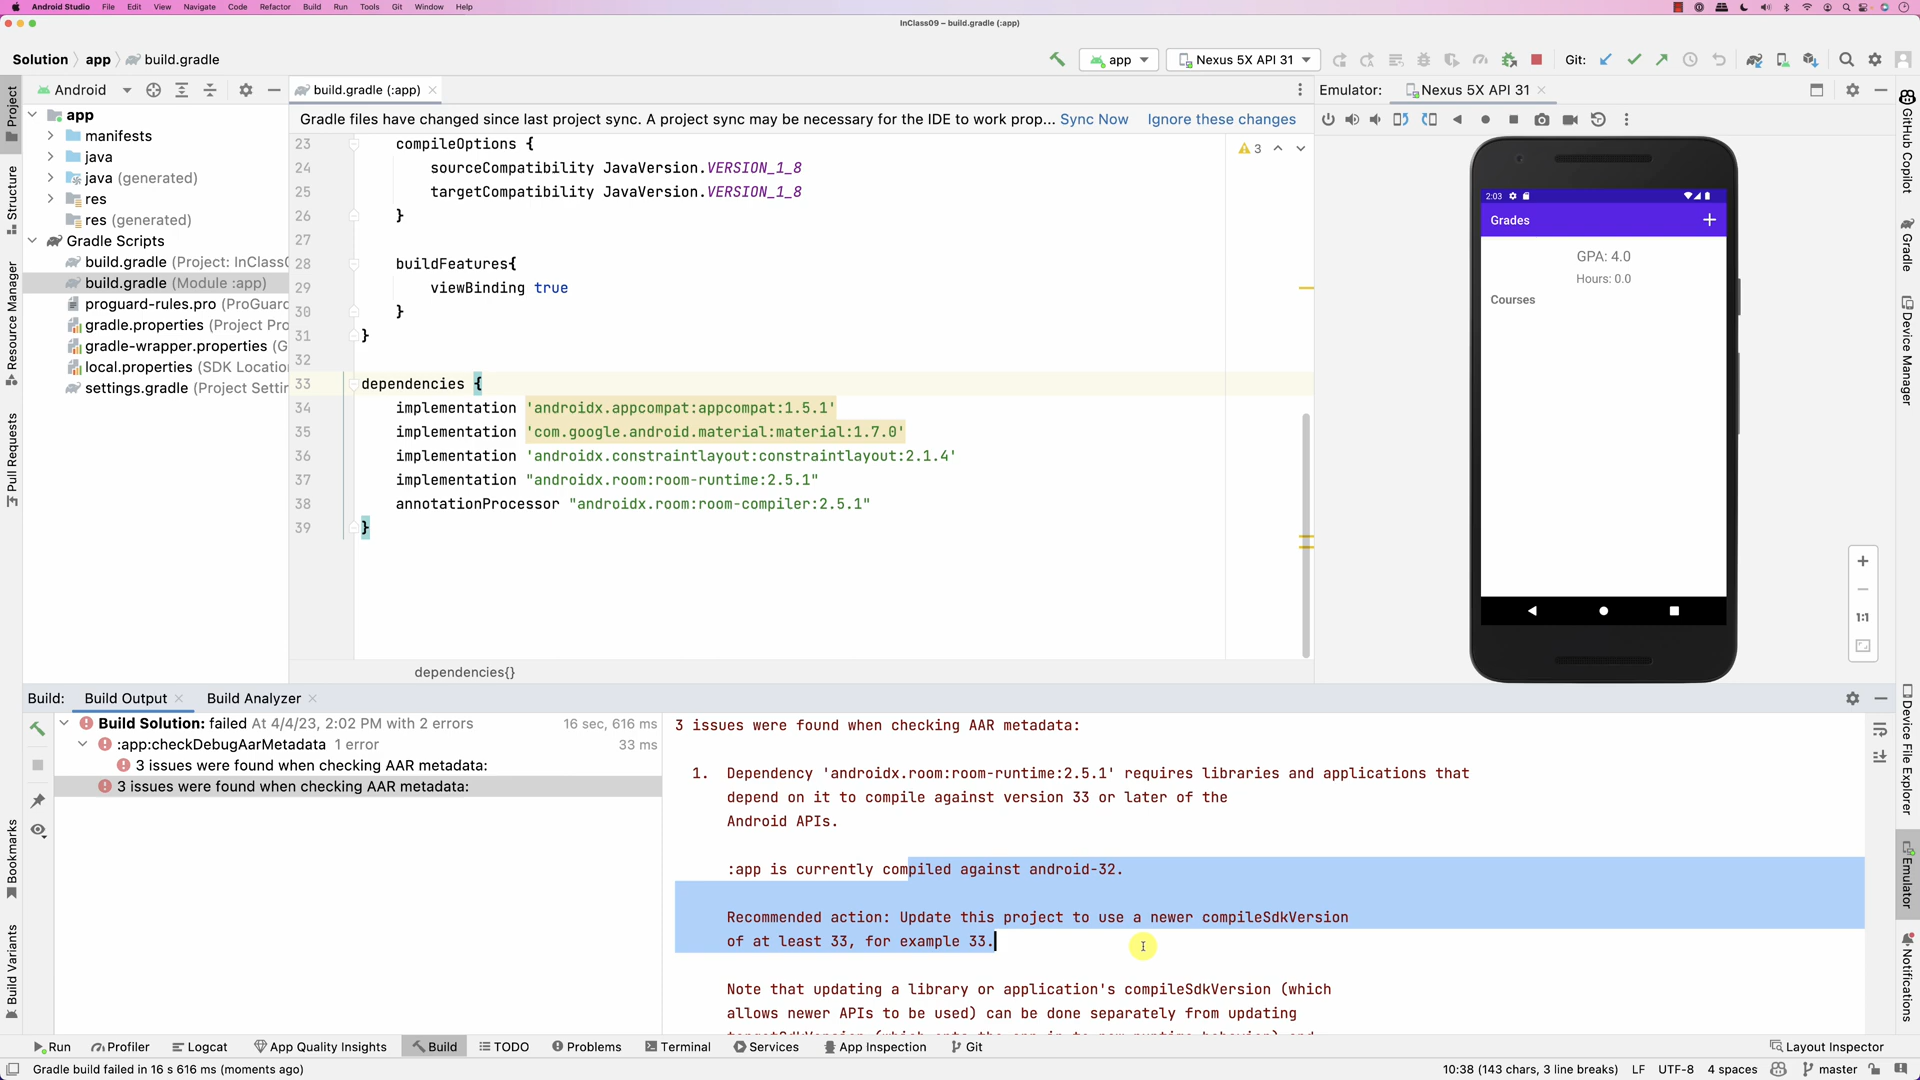 Android Studio File Edit View Navigate Code Refactor Build Run Tools Git Window Help
InClass09 – build.gradle (:app)
Solution app build.gradle
app Nexus 5X API 31 Git:
Android
build.gradle (:app)
Emulator: Nexus 5X API 31
Gradle files have changed since last project sync. A project sync may be necessary for the IDE to work prop... Sync Now Ignore these changes
Project
Structure
Resource Manager
Pull Requests
Bookmarks
Build Variants
app
manifests
java
java (generated)
res
res (generated)
Gradle Scripts
build.gradle (Project: InClass
build.gradle (Module :app)
proguard-rules.pro (ProGuard
gradle.properties (Project Pro
gradle-wrapper.properties (G
local.properties (SDK Locatio
settings.gradle (Project Settin
3
23 compileOptions {
24 sourceCompatibility JavaVersion.VERSION_1_8
25 targetCompatibility JavaVersion.VERSION_1_8
26 }
27
28 buildFeatures{
29 viewBinding true
30 }
31 }
32
33 dependencies {
34 implementation 'androidx.appcompat:appcompat:1.5.1'
35 implementation 'com.google.android.material:material:1.7.0'
36 implementation 'androidx.constraintlayout:constraintlayout:2.1.4'
37 implementation "androidx.room:room-runtime:2.5.1"
38 annotationProcessor "androidx.room:room-compiler:2.5.1"
39 }
dependencies{}
2:03
Grades +
GPA: 4.0
Hours: 0.0
Courses
1:1
GitHub Copilot
Gradle
Device Manager
Device File Explorer
Emulator
Notifications
Build: Build Output Build Analyzer
Build Solution: failed At 4/4/23, 2:02 PM with 2 errors 16 sec, 616 ms
:app:checkDebugAarMetadata 1 error 33 ms
3 issues were found when checking AAR metadata:
3 issues were found when checking AAR metadata:
3 issues were found when checking AAR metadata:
1. Dependency 'androidx.room:room-runtime:2.5.1' requires libraries and applications that
depend on it to compile against version 33 or later of the
Android APIs.
:app is currently compiled against android-32.
Recommended action: Update this project to use a newer compileSdkVersion
of at least 33, for example 33.
Note that updating a library or application's compileSdkVersion (which
allows newer APIs to be used) can be done separately from updating
Run Profiler Logcat App Quality Insights Build TODO Problems Terminal Services App Inspection Git Layout Inspector
Gradle build failed in 16 s 616 ms (moments ago) 10:38 (143 chars, 3 line breaks) LF UTF-8 4 spaces master